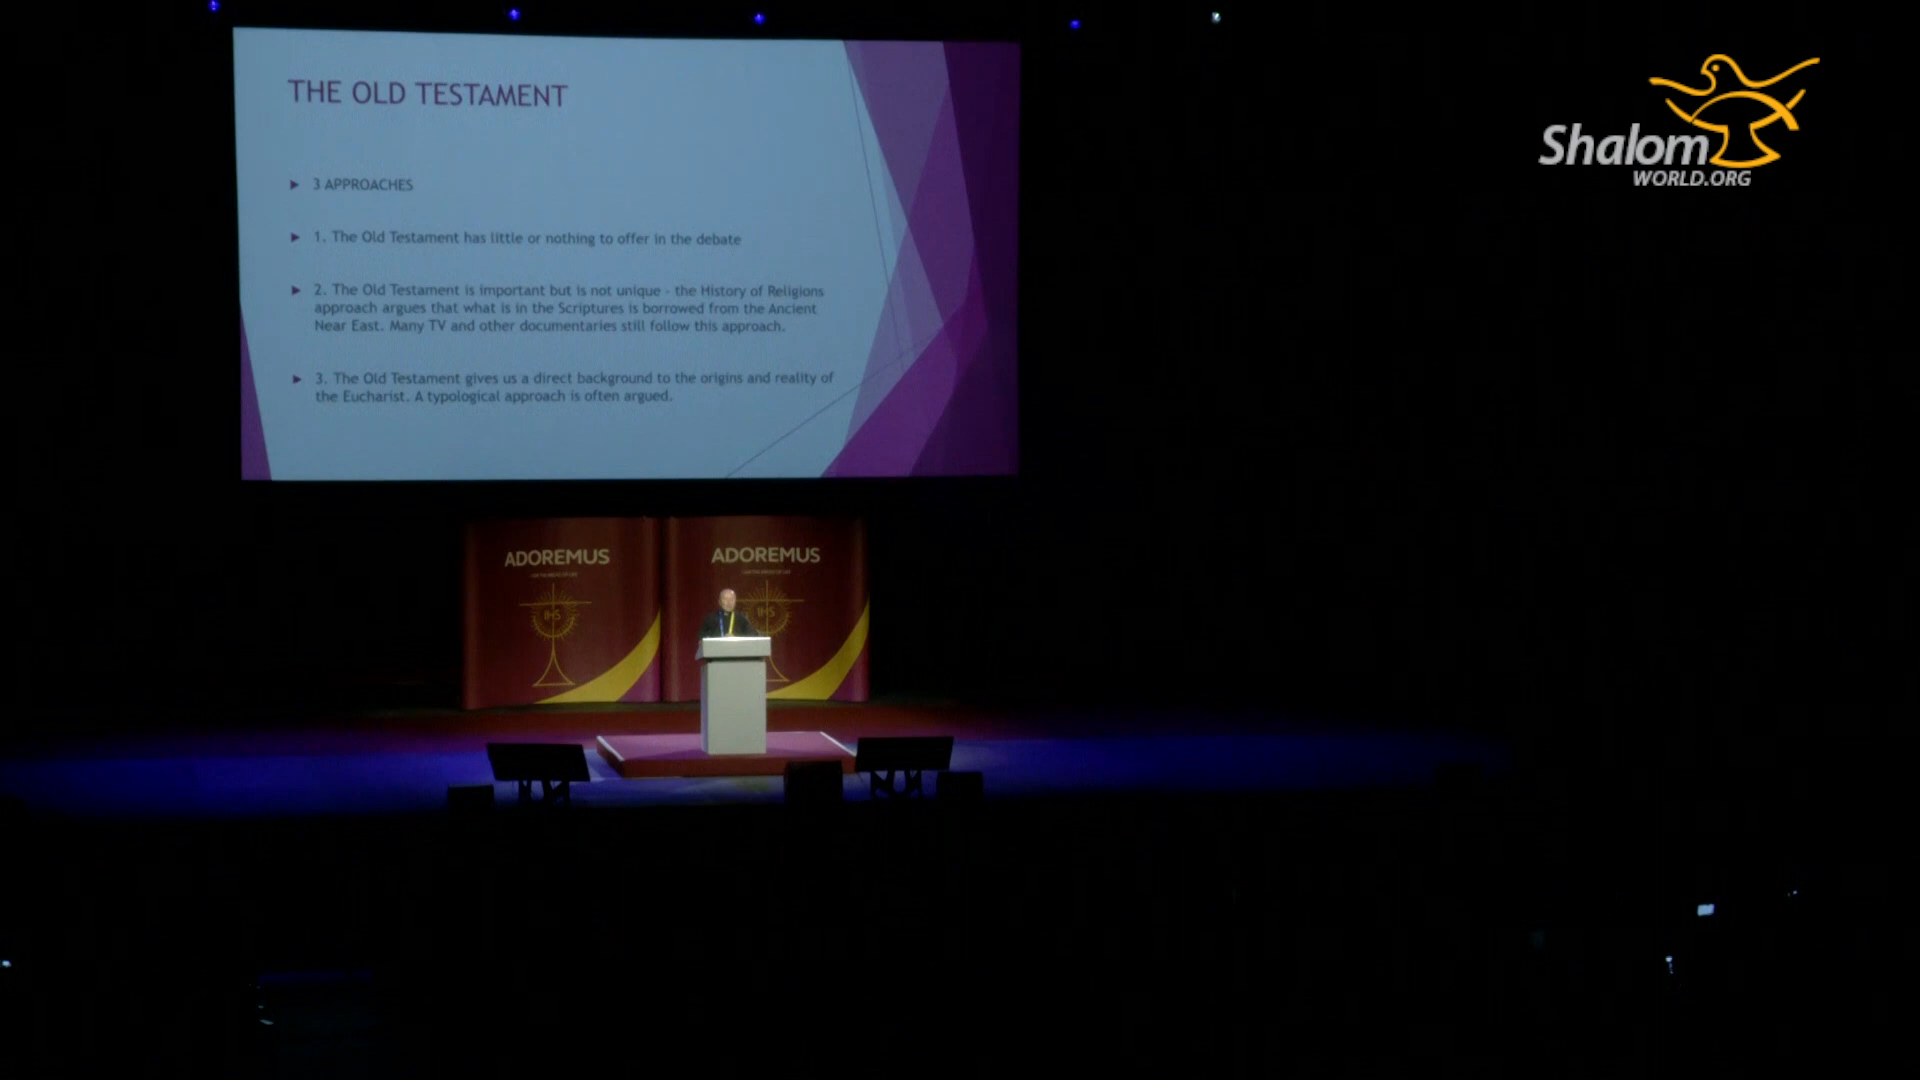 THE OLD TESTAMENT
3 APPROACHES
1. The Old Testament has little or nothing to offer in the debate
2. The Old Testament is important but is not unique - the History of Religions
approach argues that what is in the Scriptures is borrowed from the Ancient
Near East. Many TV and other documentaries still follow this approach.
3. The Old Testament gives us a direct background to the origins and reality of
the Eucharist. A typological approach is often argued.
Shalom
WORLD.ORG
ADOREMUS
IHS
ADOREMUS
IHS